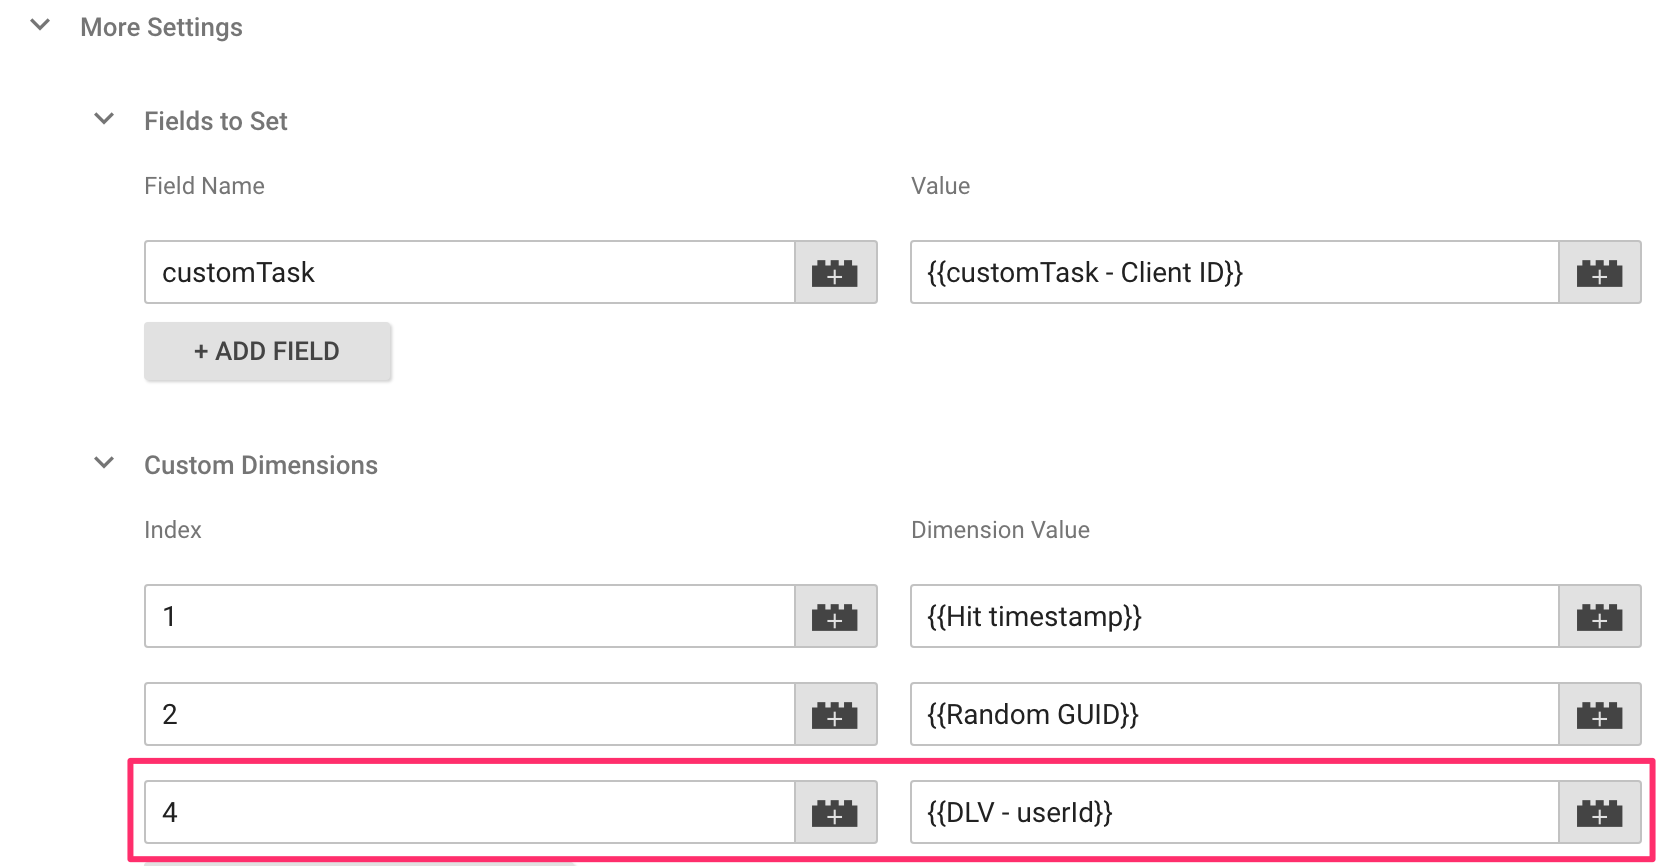 More Settings
Fields to Set
Field Name Value
customTask {{customTask - Client ID}}
+ ADD FIELD
Custom Dimensions
Index Dimension Value
1 {{Hit timestamp}}
2 {{Random GUID}}
4 {{DLV - userId}}